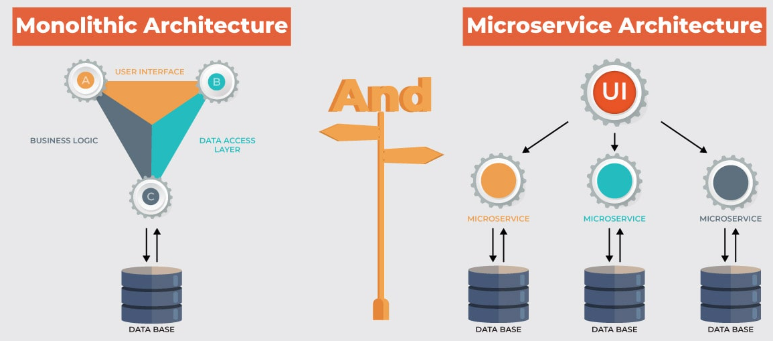 Monolithic Architecture
A
USER INTERFACE
B
BUSINESS LOGIC
DATA ACCESS
LAYER
C
DATA BASE
And
Microservice Architecture
UI
MICROSERVICE
MICROSERVICE
MICROSERVICE
DATA BASE
DATA BASE
DATA BASE